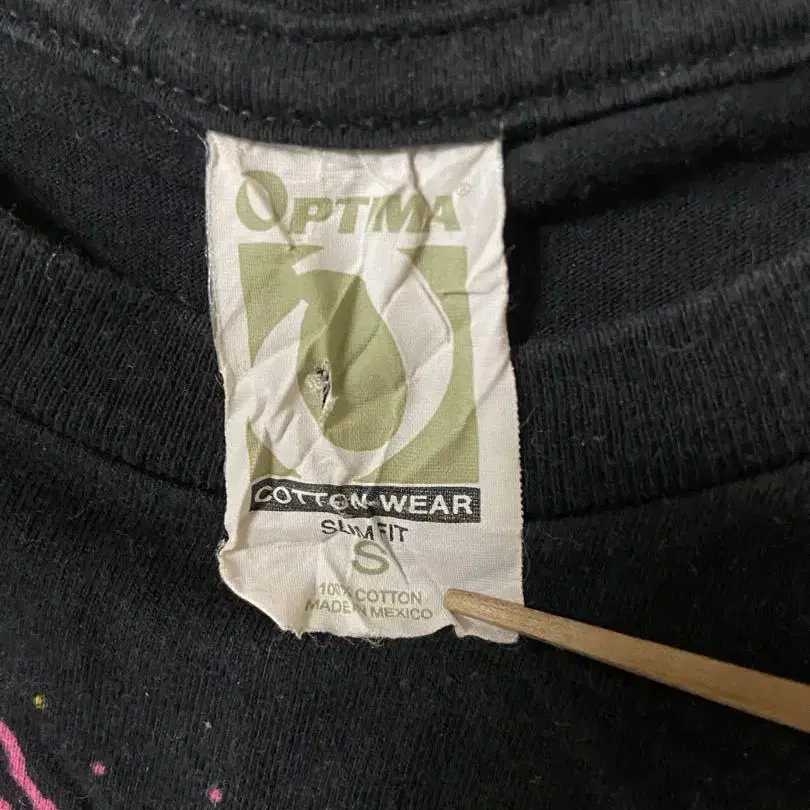 OPTIMA®
COTTON WEAR
SLIM FIT
S
100% COTTON
MADE IN MEXICO